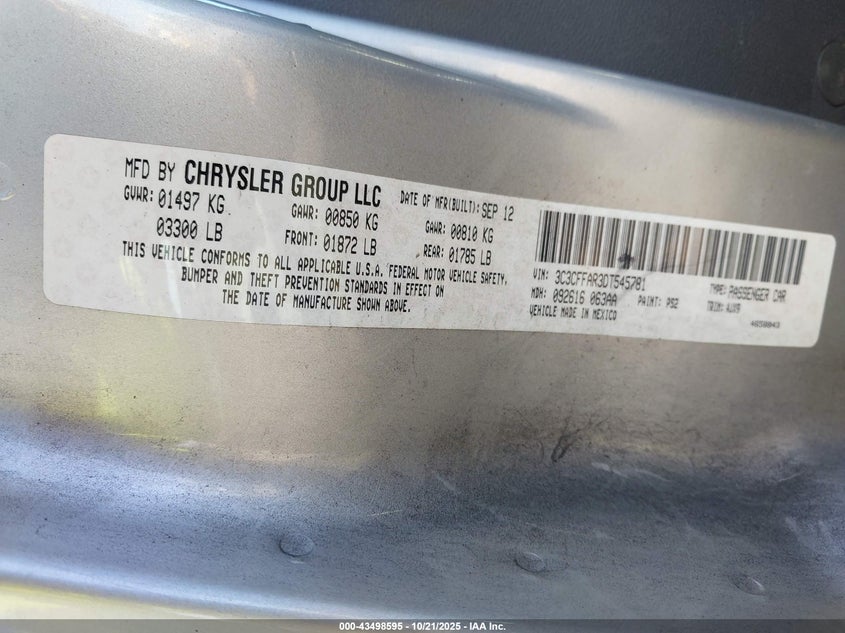 MFD BY CHRYSLER GROUP LLC
DATE OF MFR(BUILT): SEP 12
GVWR: 01497 KG
03300 LB
GAWR: 00850 KG
FRONT: 01872 LB
GAWR: 00810 KG
REAR: 01785 LB
THIS VEHICLE CONFORMS TO ALL APPLICABLE U.S.A. FEDERAL MOTOR VEHICLE SAFETY,
BUMPER AND THEFT PREVENTION STANDARDS IN EFFECT ON
THE DATE OF MANUFACTURE SHOWN ABOVE.
VIN: 3C3CFFAR3DT545781
TYPE: PASSENGER CAR
MDH: 092616 063AA
PAINT: PS2
TRIM: AJX9
VEHICLE MADE IN MEXICO
000-43498595 - 10/21/2025 - IAA Inc.